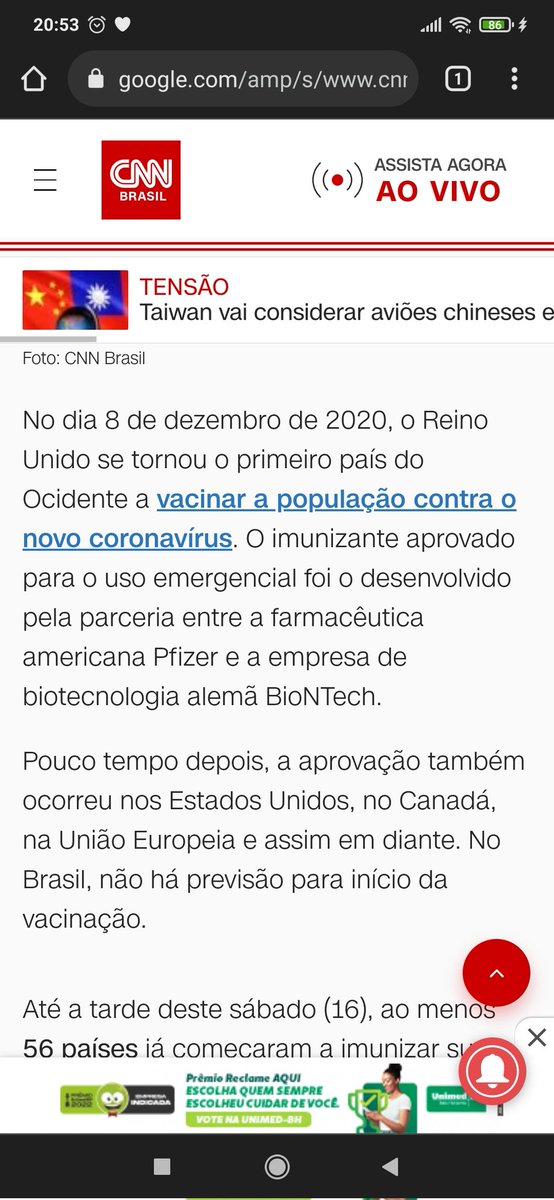 20:53
86
google.com/amp/s/www.cnr
1
CNN
BRASIL
ASSISTA AGORA
AO VIVO
TENSÃO
Taiwan vai considerar aviões chineses e
Foto: CNN Brasil
No dia 8 de dezembro de 2020, o Reino
Unido se tornou o primeiro país do
Ocidente a vacinar a população contra o
novo coronavírus. O imunizante aprovado
para o uso emergencial foi o desenvolvido
pela parceria entre a farmacêutica
americana Pfizer e a empresa de
biotecnologia alemã BioNTech.
Pouco tempo depois, a aprovação também
ocorreu nos Estados Unidos, no Canadá,
na União Europeia e assim em diante. No
Brasil, não há previsão para início da
vacinação.
Até a tarde deste sábado (16), ao menos
56 países já começaram a imunizar su
PRÊMIO
2022
EMPRESA
INDICADA
Prêmio Reclame AQUI
ESCOLHA QUEM SEMPRE
ESCOLHEU CUIDAR DE VOCÊ.
VOTE NA UNIMED-BH
Unimed